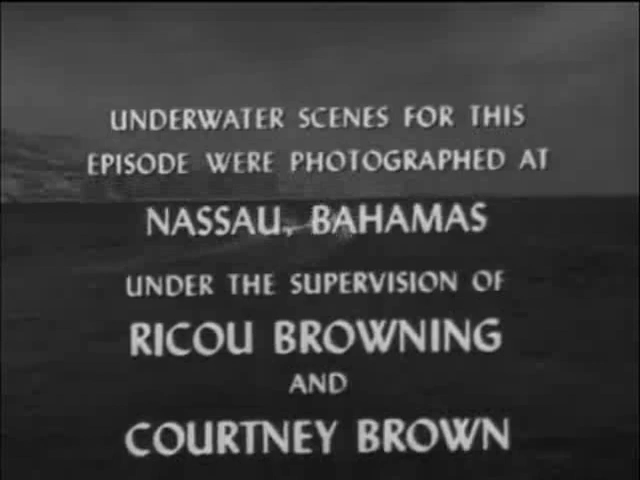 UNDERWATER SCENES FOR THIS
EPISODE WERE PHOTOGRAPHED AT
NASSAU, BAHAMAS
UNDER THE SUPERVISION OF
RICOU BROWNING
AND
COURTNEY BROWN